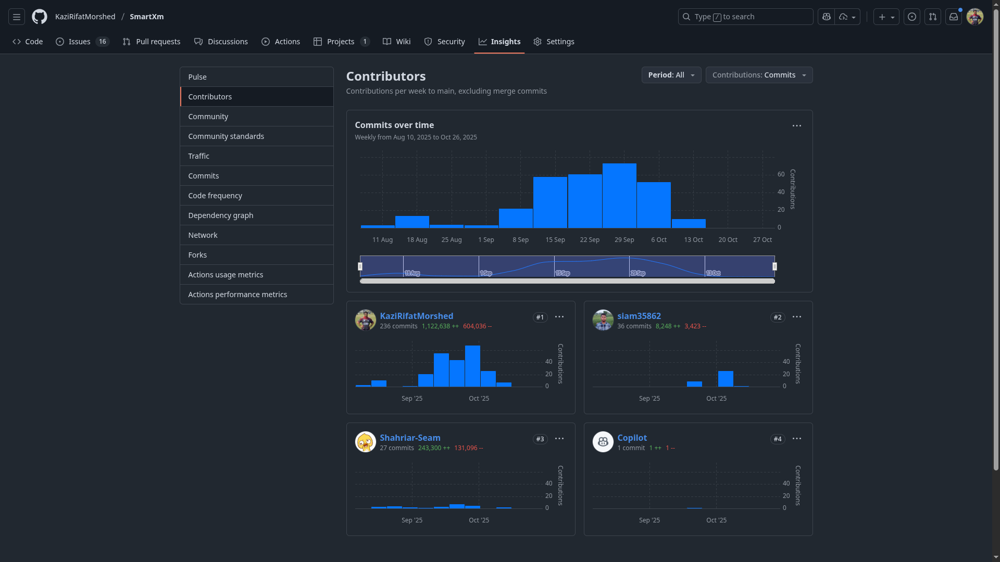 KaziRifatMorshed / SmartXm
Type / to search
Code
Issues 16
Pull requests
Discussions
Actions
Projects 1
Wiki
Security
Insights
Settings
Pulse
Contributors
Community
Community standards
Traffic
Commits
Code frequency
Dependency graph
Network
Forks
Actions usage metrics
Actions performance metrics
Contributors
Period: All
Contributions: Commits
Contributions per week to main, excluding merge commits
Commits over time
Weekly from Aug 10, 2025 to Oct 26, 2025
60
40
20
0
Contributions
11 Aug 18 Aug 25 Aug 1 Sep 8 Sep 15 Sep 22 Sep 29 Sep 6 Oct 13 Oct 20 Oct 27 Oct
18 Aug 1 Sep 15 Sep 29 Sep 13 Oct
KaziRifatMorshed
#1
236 commits 1,122,638 ++ 604,036 --
40
20
0
Contributions
Sep '25 Oct '25
siam35862
#2
36 commits 8,248 ++ 3,423 --
40
20
0
Contributions
Sep '25 Oct '25
Shahriar-Seam
#3
27 commits 243,300 ++ 131,096 --
40
20
0
Contributions
Sep '25 Oct '25
Copilot
#4
1 commit 1 ++ 1 --
40
20
0
Contributions
Sep '25 Oct '25